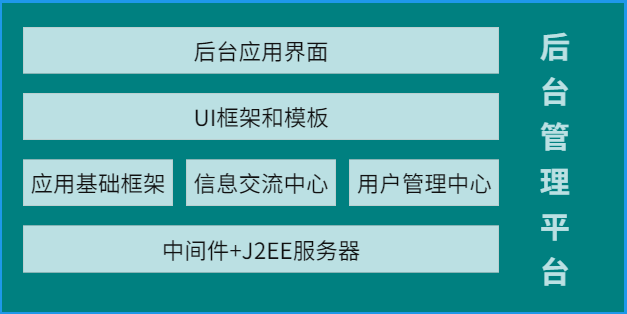 后台应用界面
UI框架和模板
应用基础框架
信息交流中心
用户管理中心
中间件+J2EE服务器
后台管理平台